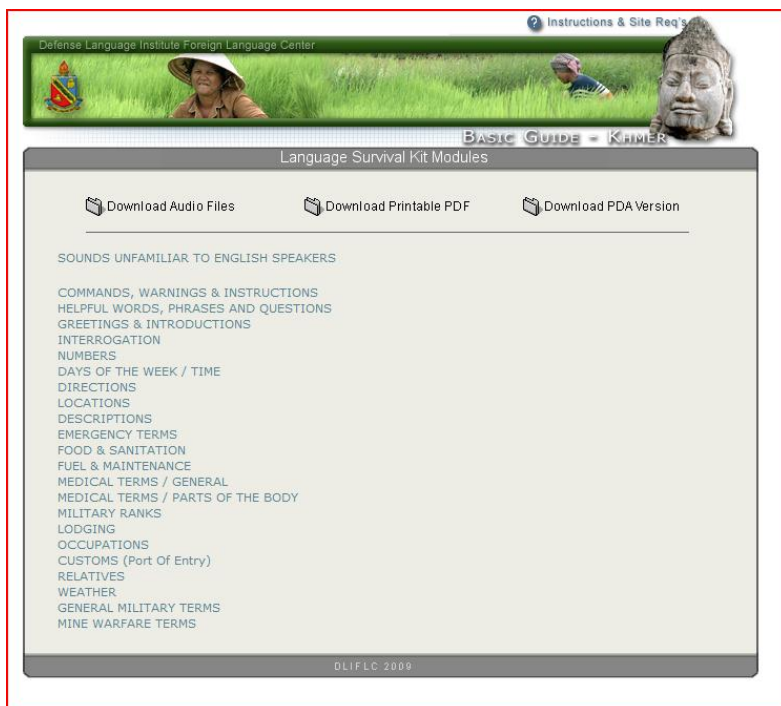 Instructions & Site Req's
Defense Language Institute Foreign Language Center
BASIC GUIDE - KHMER
Language Survival Kit Modules
Download Audio Files Download Printable PDF Download PDA Version
SOUNDS UNFAMILIAR TO ENGLISH SPEAKERS
COMMANDS, WARNINGS & INSTRUCTIONS
HELPFUL WORDS, PHRASES AND QUESTIONS
GREETINGS & INTRODUCTIONS
INTERROGATION
NUMBERS
DAYS OF THE WEEK / TIME
DIRECTIONS
LOCATIONS
DESCRIPTIONS
EMERGENCY TERMS
FOOD & SANITATION
FUEL & MAINTENANCE
MEDICAL TERMS / GENERAL
MEDICAL TERMS / PARTS OF THE BODY
MILITARY RANKS
LODGING
OCCUPATIONS
CUSTOMS (Port Of Entry)
RELATIVES
WEATHER
GENERAL MILITARY TERMS
MINE WARFARE TERMS
DLIFLC 2009